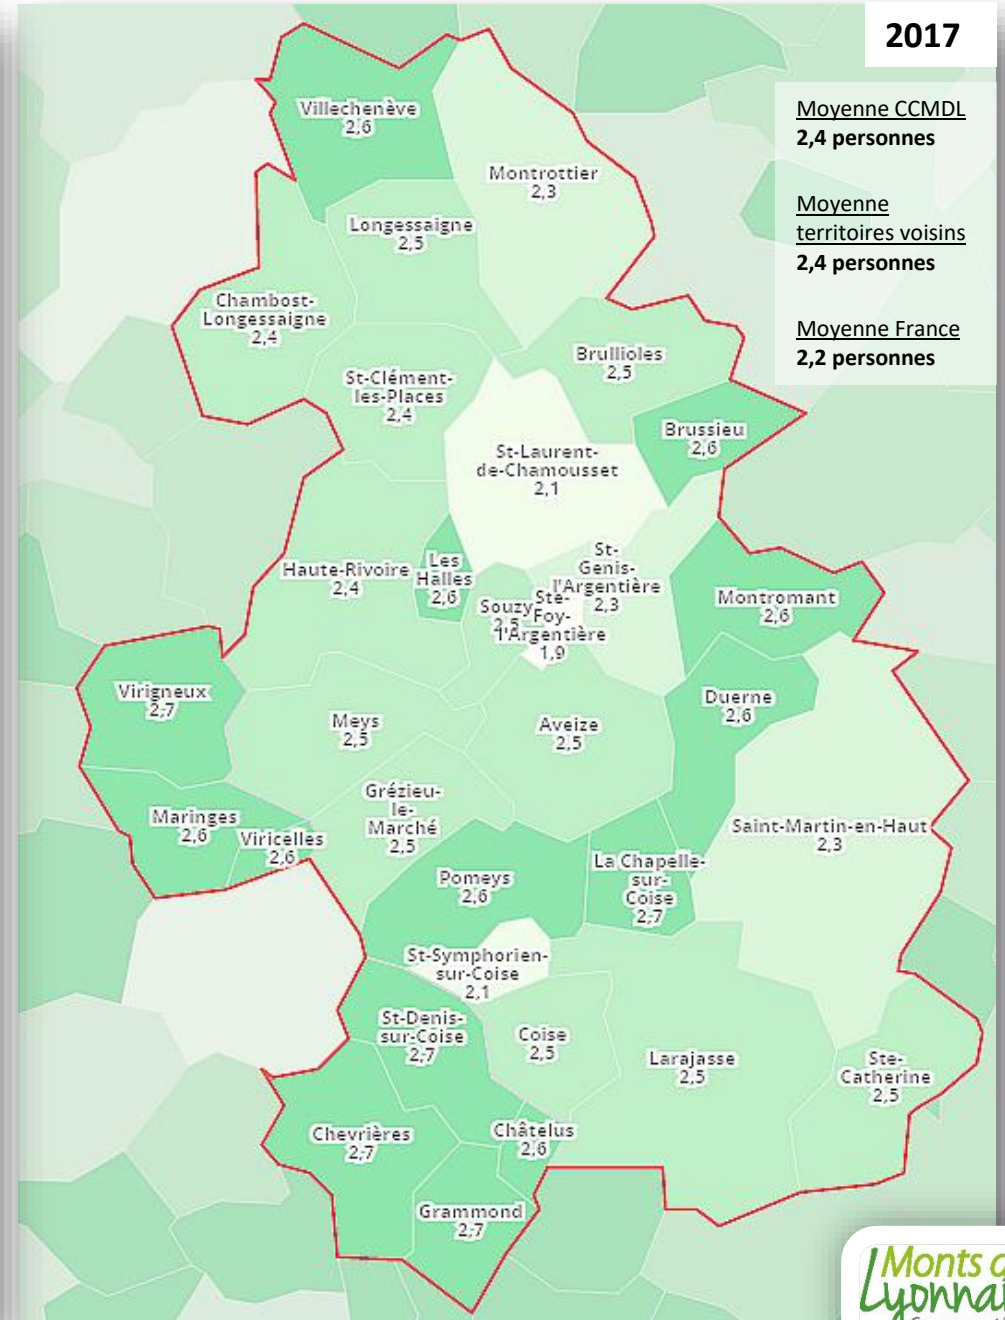 2017
Moyenne CCMDL
2,4 personnes
Moyenne
territoires voisins
2,4 personnes
Moyenne France
2,2 personnes
Villechenève
2,6
Montrottier
2,3
Longessaigne
2,5
Chambost-
Longessaigne
2,4
St-Clément-
les-Places
2,4
Brullioles
2,5
Brussieu
2,6
St-Laurent-
de-Chamousset
2,1
Haute-Rivoire
2,4
Les
Halles
2,6
St-
Genis-
l'Argentière
2,3
Souzy
2,5
Ste-
Foy-
l'Argentière
1,9
Montromant
2,6
Virigneux
2,7
Meys
2,5
Aveize
2,5
Duerne
2,6
Maringes
2,6
Viricelles
2,6
Grézieu-
le-
Marché
2,5
Saint-Martin-en-Haut
2,3
Pomeys
2,6
La Chapelle-
sur-
Coise
2,7
St-Symphorien-
sur-Coise
2,1
St-Denis-
sur-Coise
2,7
Coise
2,5
Larajasse
2,5
Ste-
Catherine
2,5
Chevrières
2,7
Châtelus
2,6
Grammond
2,7
Monts
Lyonnai